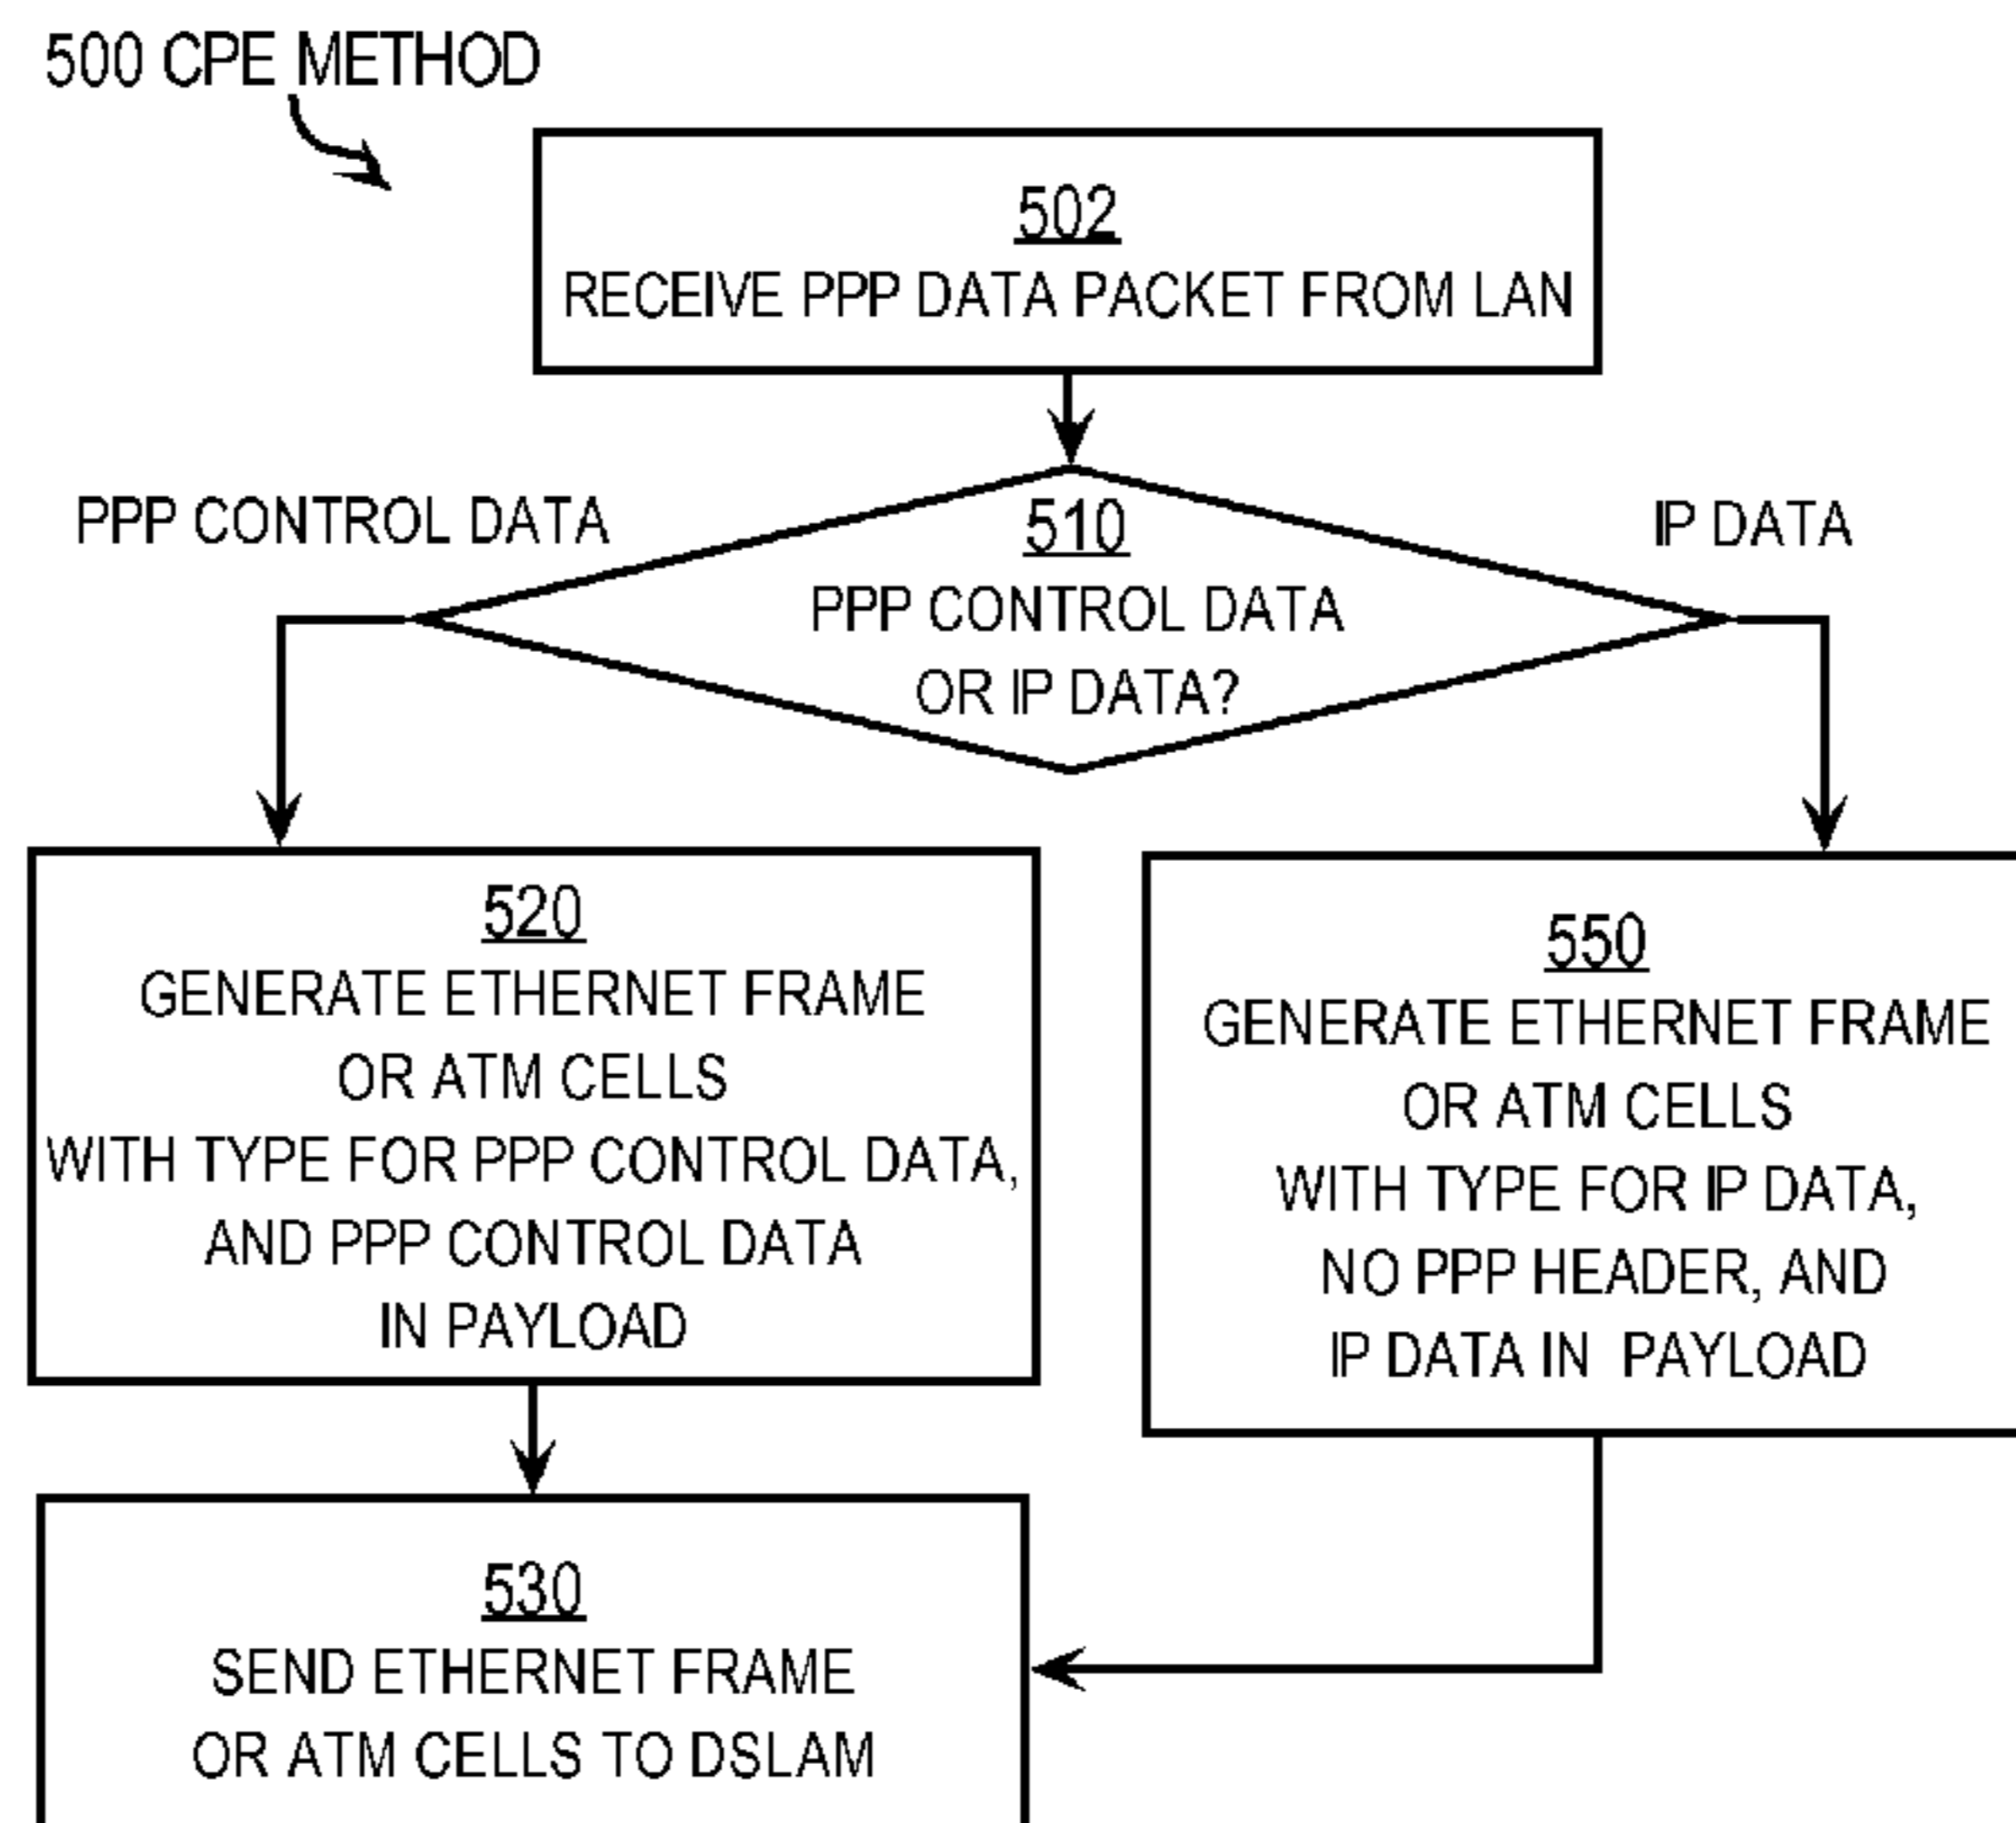 500 CPE METHOD
502
RECEIVE PPP DATA PACKET FROM LAN
PPP CONTROL DATA
IP DATA
510
PPP CONTROL DATA
OR IP DATA?
520
GENERATE ETHERNET FRAME
OR ATM CELLS
WITH TYPE FOR PPP CONTROL DATA,
AND PPP CONTROL DATA
IN PAYLOAD
550
GENERATE ETHERNET FRAME
OR ATM CELLS
WITH TYPE FOR IP DATA,
NO PPP HEADER, AND
IP DATA IN PAYLOAD
530
SEND ETHERNET FRAME
OR ATM CELLS TO DSLAM